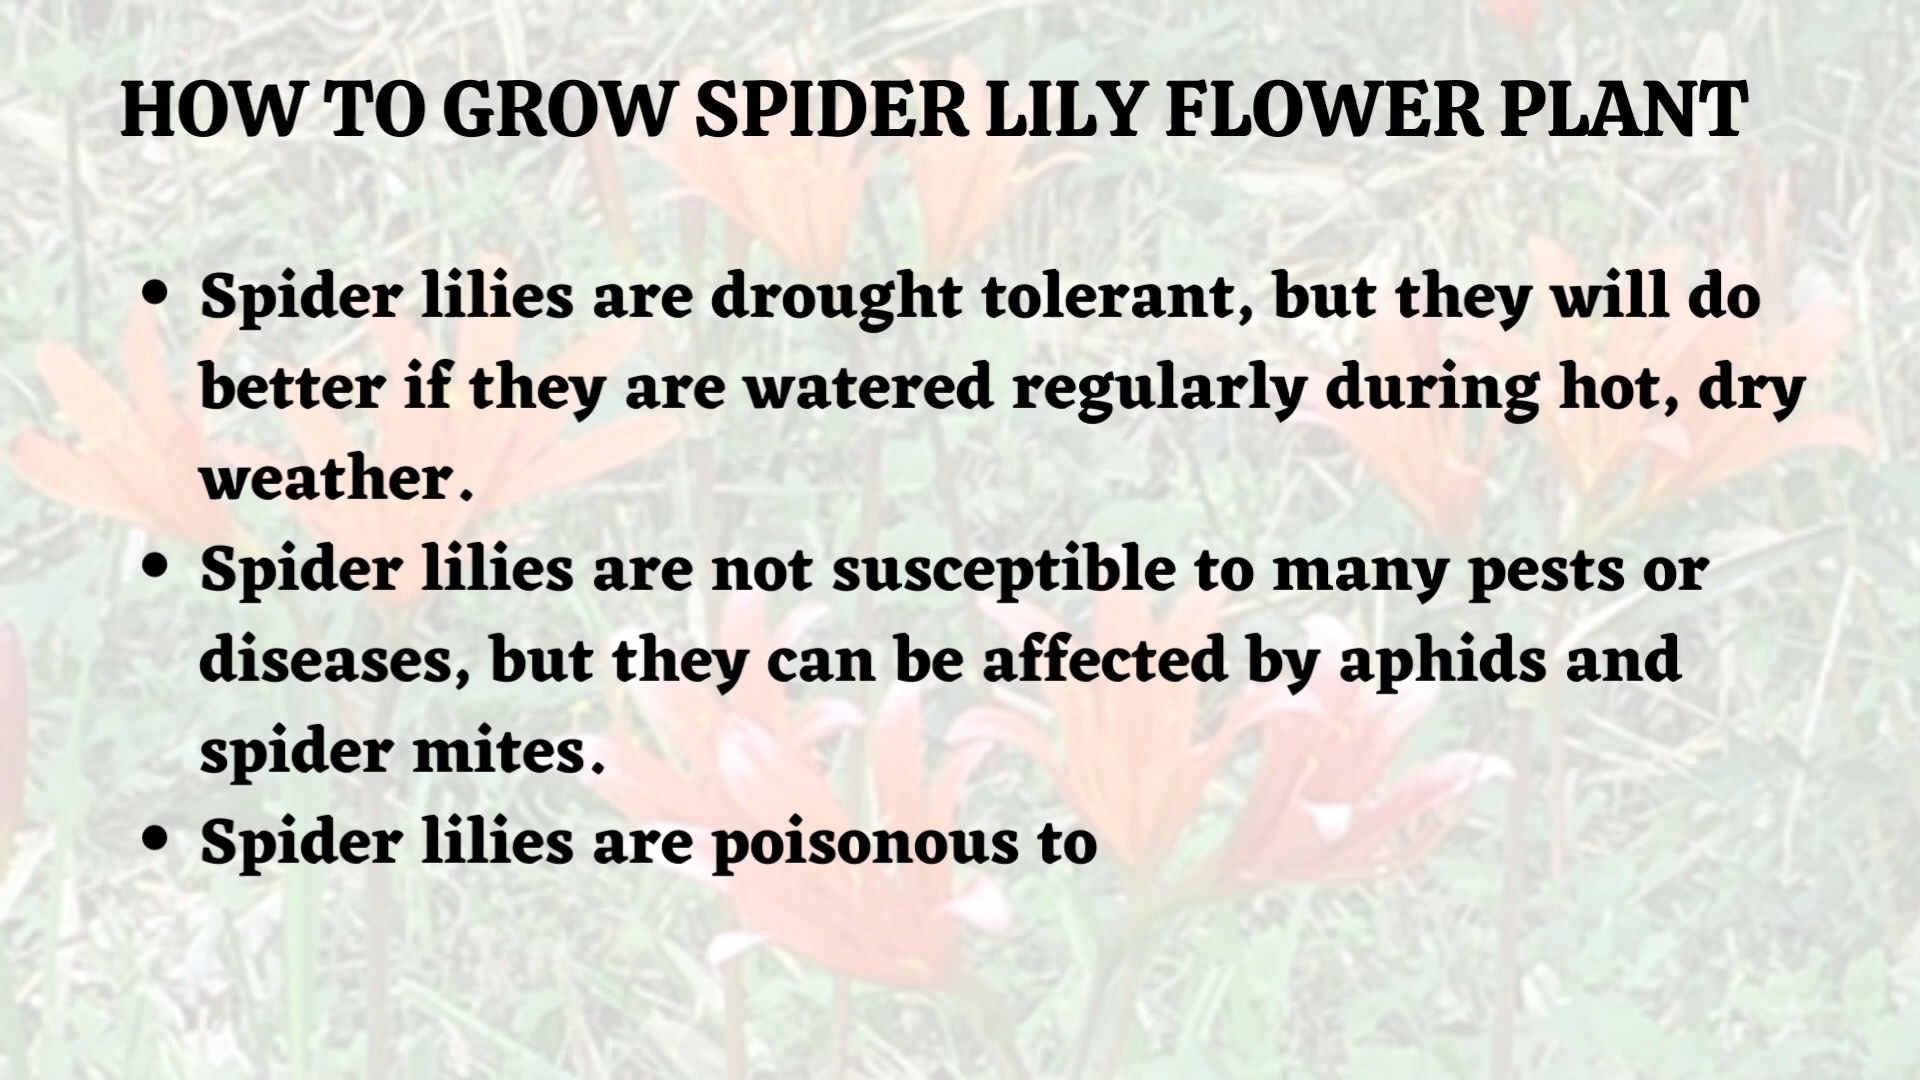 HOW TO GROW SPIDER LILY FLOWER PLANT
• Spider lilies are drought tolerant, but they will do
better if they are watered regularly during hot, dry
weather.
• Spider lilies are not susceptible to many pests or
diseases, but they can be affected by aphids and
spider mites.
• Spider lilies are poisonous to